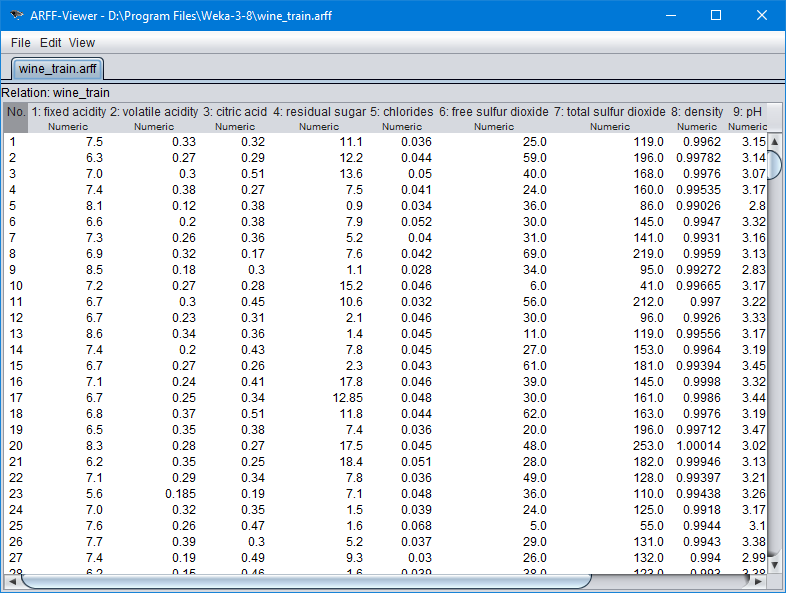 ARFF-Viewer - D:\Program Files\Weka-3-8\wine_train.arff
File Edit View
wine_train.arff
Relation: wine_train
No. 1: fixed acidity 2: volatile acidity 3: citric acid 4: residual sugar 5: chlorides 6: free sulfur dioxide 7: total sulfur dioxide 8: density 9: pH
Numeric Numeric Numeric Numeric Numeric Numeric Numeric Numeric Numeric
1 7.5 0.33 0.32 11.1 0.036 25.0 119.0 0.9962 3.15
2 6.3 0.27 0.29 12.2 0.044 59.0 196.0 0.99782 3.14
3 7.0 0.3 0.51 13.6 0.05 40.0 168.0 0.9976 3.07
4 7.4 0.38 0.27 7.5 0.041 24.0 160.0 0.99535 3.17
5 8.1 0.12 0.38 0.9 0.034 36.0 86.0 0.99026 2.8
6 6.6 0.2 0.38 7.9 0.052 30.0 145.0 0.9947 3.32
7 7.3 0.26 0.36 5.2 0.04 31.0 141.0 0.9931 3.16
8 6.9 0.32 0.17 7.6 0.042 69.0 219.0 0.9959 3.13
9 8.5 0.18 0.3 1.1 0.028 34.0 95.0 0.99272 2.83
10 7.2 0.27 0.28 15.2 0.046 6.0 41.0 0.99665 3.17
11 6.7 0.3 0.45 10.6 0.032 56.0 212.0 0.997 3.22
12 6.7 0.23 0.31 2.1 0.046 30.0 96.0 0.9926 3.33
13 8.6 0.34 0.36 1.4 0.045 11.0 119.0 0.99556 3.17
14 7.4 0.2 0.43 7.8 0.045 27.0 153.0 0.9964 3.19
15 6.7 0.27 0.26 2.3 0.043 61.0 181.0 0.99394 3.45
16 7.1 0.24 0.41 17.8 0.046 39.0 145.0 0.9998 3.32
17 6.7 0.25 0.34 12.85 0.048 30.0 161.0 0.9986 3.44
18 6.8 0.37 0.51 11.8 0.044 62.0 163.0 0.9976 3.19
19 6.5 0.35 0.38 7.4 0.036 20.0 196.0 0.99712 3.47
20 8.3 0.28 0.27 17.5 0.045 48.0 253.0 1.00014 3.02
21 6.2 0.35 0.25 18.4 0.051 28.0 182.0 0.99946 3.13
22 7.1 0.29 0.34 7.8 0.036 49.0 128.0 0.99397 3.21
23 5.6 0.185 0.19 7.1 0.048 36.0 110.0 0.99438 3.26
24 7.0 0.32 0.35 1.5 0.039 24.0 125.0 0.9918 3.17
25 7.6 0.26 0.47 1.6 0.068 5.0 55.0 0.9944 3.1
26 7.7 0.39 0.3 5.2 0.037 29.0 131.0 0.9943 3.38
27 7.4 0.19 0.49 9.3 0.03 26.0 132.0 0.994 2.99